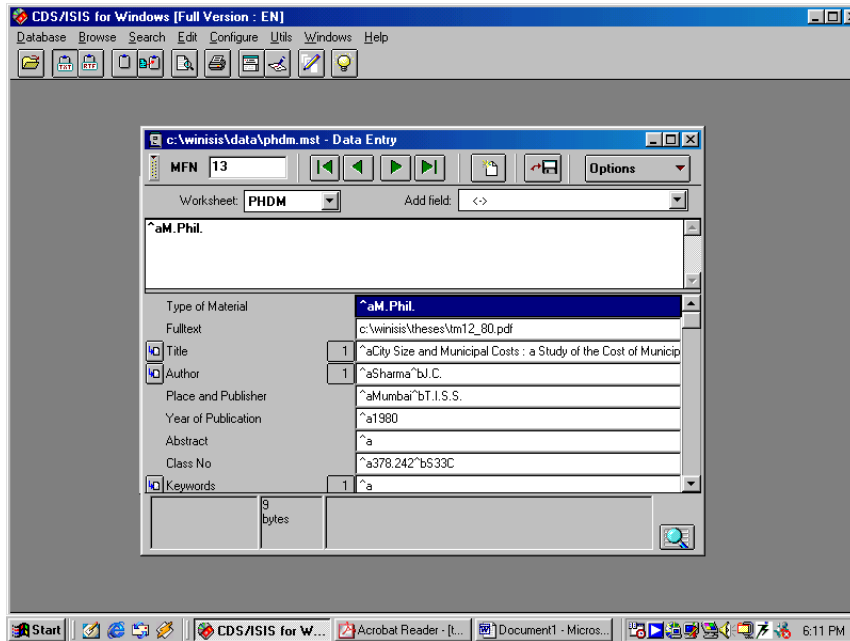 CDS/ISIS for Windows [Full Version : EN]
Database Browse Search Edit Configure Utils Windows Help
TXT RTF
c:\winisis\data\phdm.mst - Data Entry
MFN 13 Options
Worksheet: PHDM Add field: <->
^aM.Phil.
Type of Material ^aM.Phil.
Fulltext c:\winisis\theses\tm12_80.pdf
Title 1 ^aCity Size and Municipal Costs : a Study of the Cost of Municip
Author 1 ^aSharma^bJ.C.
Place and Publisher ^aMumbai^bT.I.S.S.
Year of Publication ^a1980
Abstract ^a
Class No ^a378.242^bS33C
Keywords 1 ^a
9
bytes
Start CDS/ISIS for W... Acrobat Reader - [t... Document1 - Micros... 6:11 PM